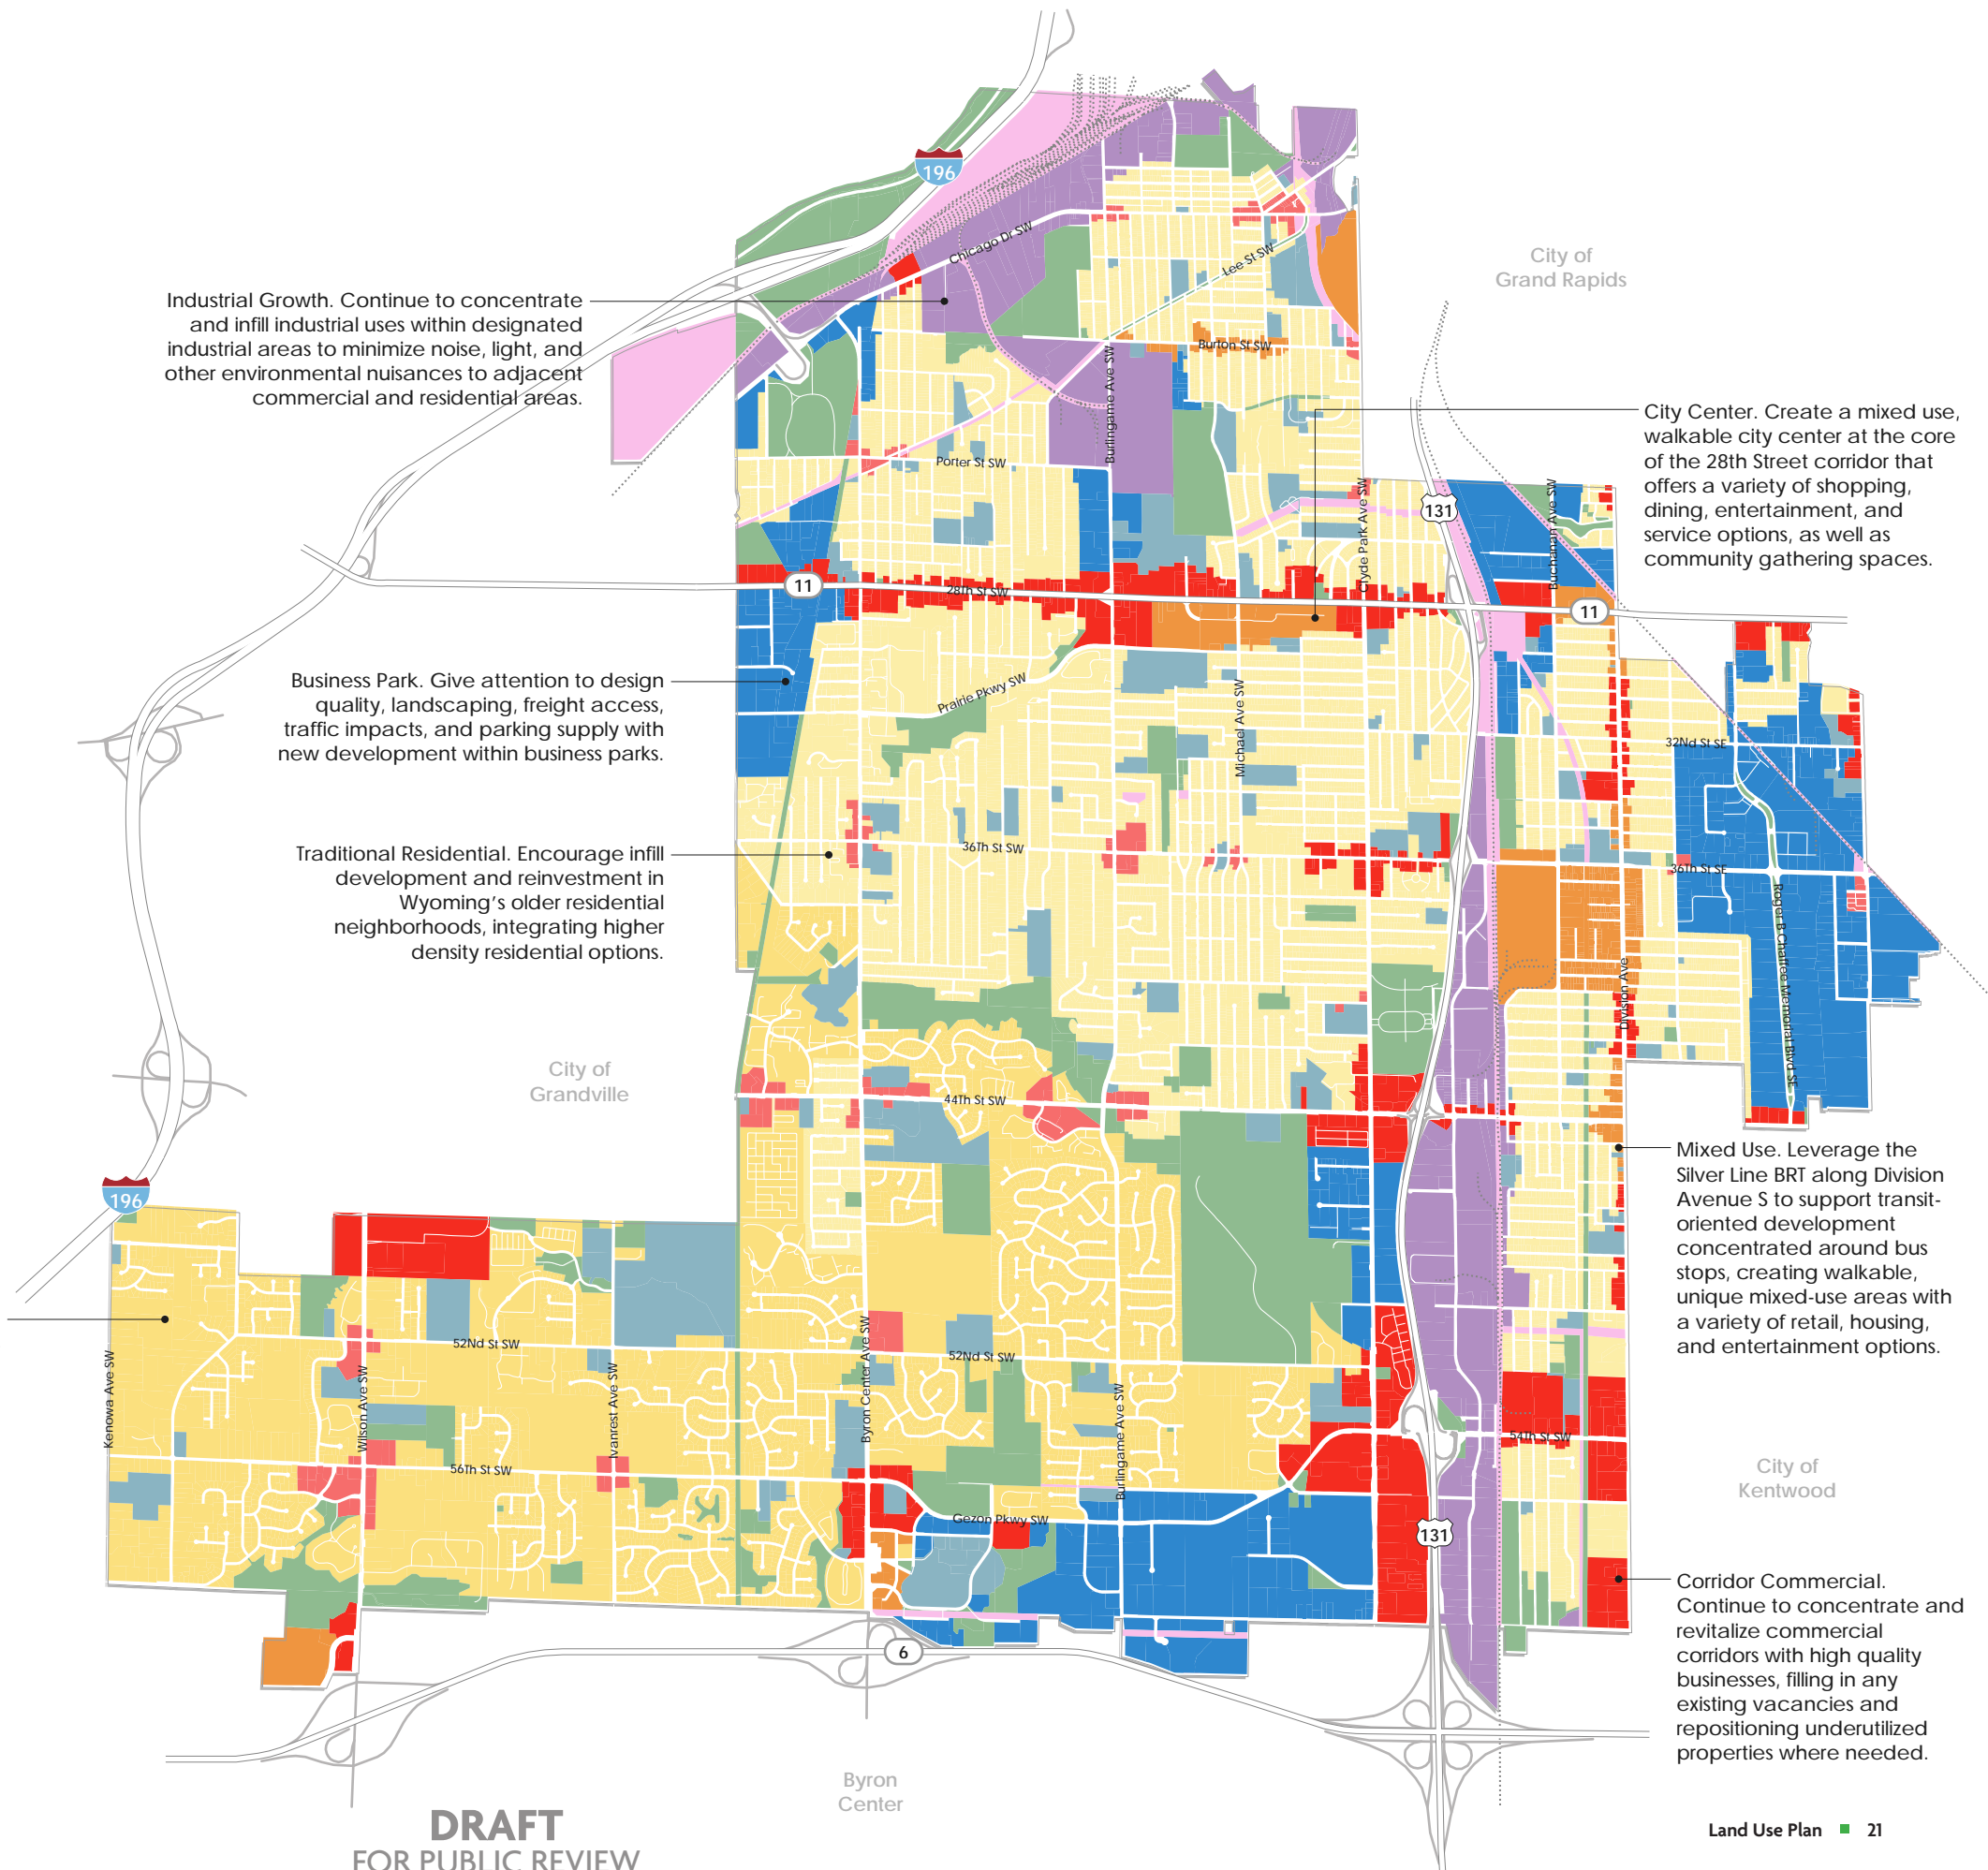 196
Chicago Dr SW
Lee St SW
City of
Grand Rapids
Industrial Growth. Continue to concentrate
and infill industrial uses within designated
industrial areas to minimize noise, light, and
other environmental nuisances to adjacent
commercial and residential areas.
Burton St SW
Burlingame Ave SW
City Center. Create a mixed use,
walkable city center at the core
of the 28th Street corridor that
offers a variety of shopping,
dining, entertainment, and
service options, as well as
community gathering spaces.
Porter St SW
Clyde Park Ave SW
131
Buchanan Ave SW
11
28Th St SW
11
Business Park. Give attention to design
quality, landscaping, freight access,
traffic impacts, and parking supply with
new development within business parks.
Prairie Pkwy SW
Michael Ave SW
32Nd St SE
Traditional Residential. Encourage infill
development and reinvestment in
Wyoming's older residential
neighborhoods, integrating higher
density residential options.
36Th St SW
36Th St SE
Roger B Chaffee Memorial Blvd SE
Division Ave
City of
Grandville
44Th St SW
Mixed Use. Leverage the
Silver Line BRT along Division
Avenue S to support transit-
oriented development
concentrated around bus
stops, creating walkable,
unique mixed-use areas with
a variety of retail, housing,
and entertainment options.
196
52Nd St SW
52Nd St SW
Kenowa Ave SW
Wilson Ave SW
Ivanrest Ave SW
Byron Center Ave SW
Burlingame Ave SW
54Th St SW
56Th St SW
City of
Kentwood
Gezon Pkwy SW
131
Corridor Commercial.
Continue to concentrate and
revitalize commercial
corridors with high quality
businesses, filling in any
existing vacancies and
repositioning underutilized
properties where needed.
6
Byron
Center
DRAFT
FOR PUBLIC REVIEW
Land Use Plan 21